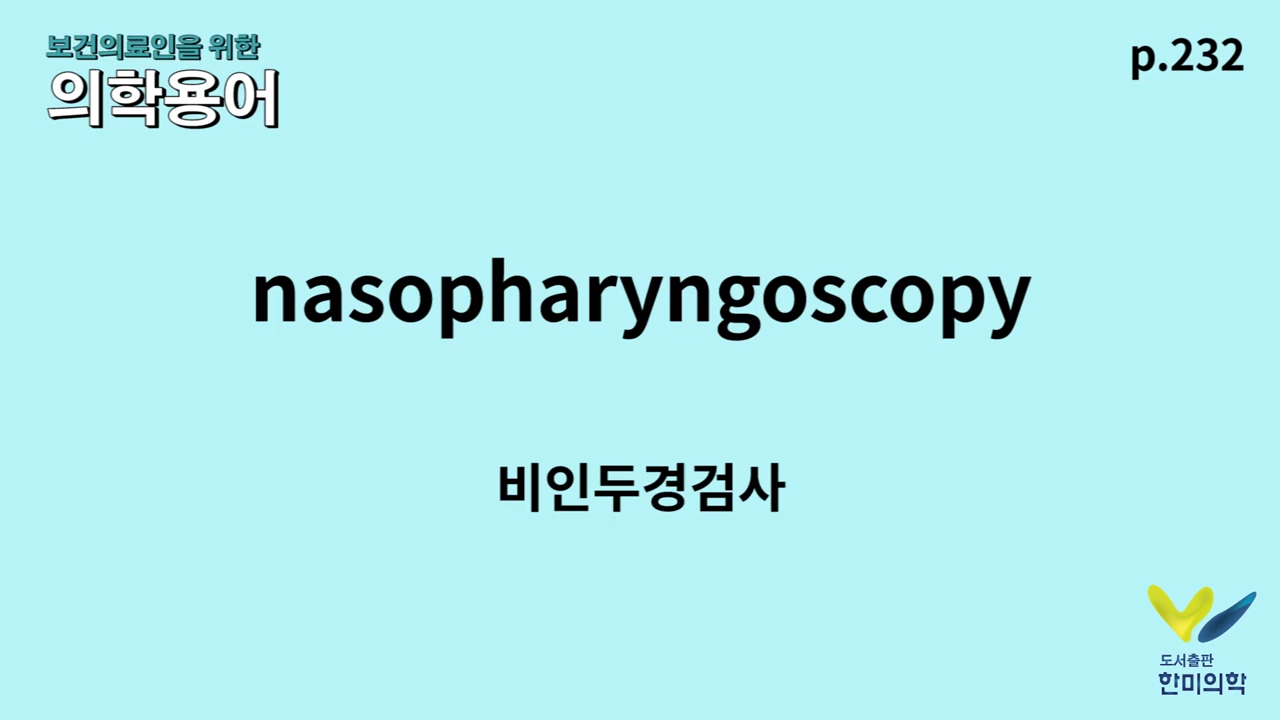 보건의료인을 위한
의학용어
p.232
nasopharyngoscopy
비인두경검사
도서출판
한미의학